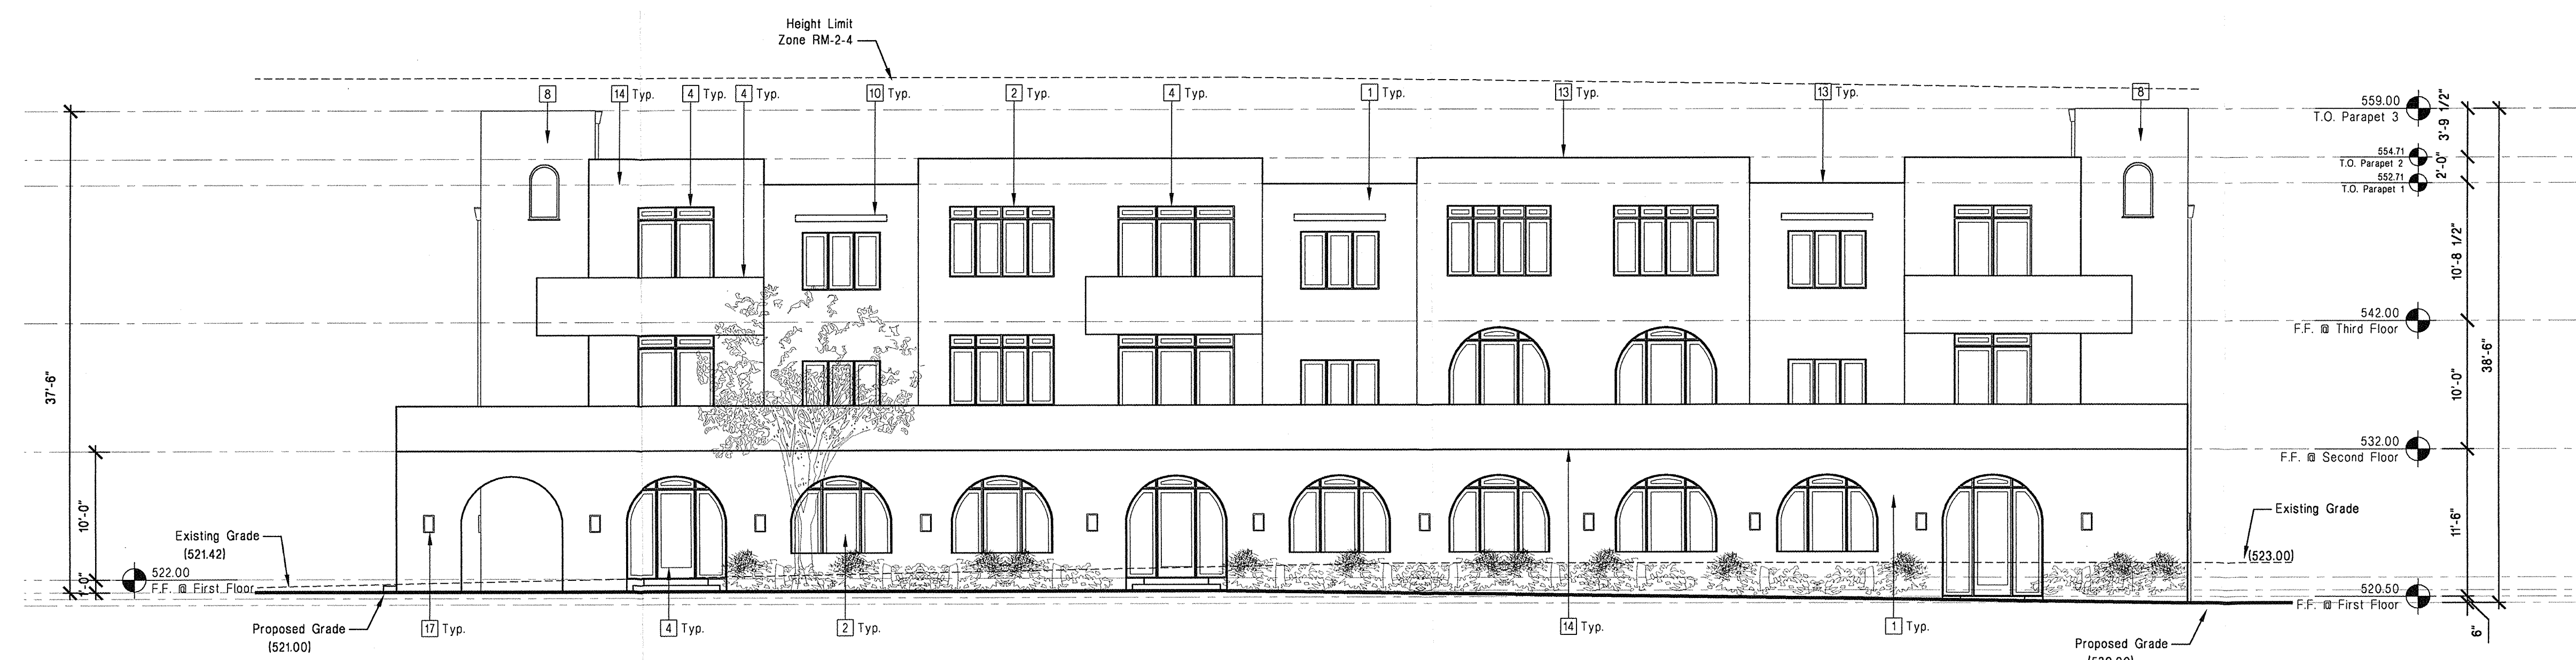 Height Limit
Zone RM-2-4
8
14 Typ.
4 Typ.
4 Typ.
10 Typ.
2 Typ.
4 Typ.
1 Typ.
13 Typ.
13 Typ.
8
559.00
T.O. Parapet 3
3'-9 1/2"
554.71
T.O. Parapet 2
2'-0"
552.71
T.O. Parapet 1
10'-8 1/2"
542.00
F.F. @ Third Floor
37'-6"
38'-6"
10'-0"
532.00
F.F. @ Second Floor
10'-0"
11'-6"
Existing Grade
(521.42)
Existing Grade
(523.00)
522.00
F.F. @ First Floor
520.50
F.F. @ First Floor
6"
Proposed Grade
(521.00)
17 Typ.
4 Typ.
2 Typ.
14 Typ.
1 Typ.
Proposed Grade